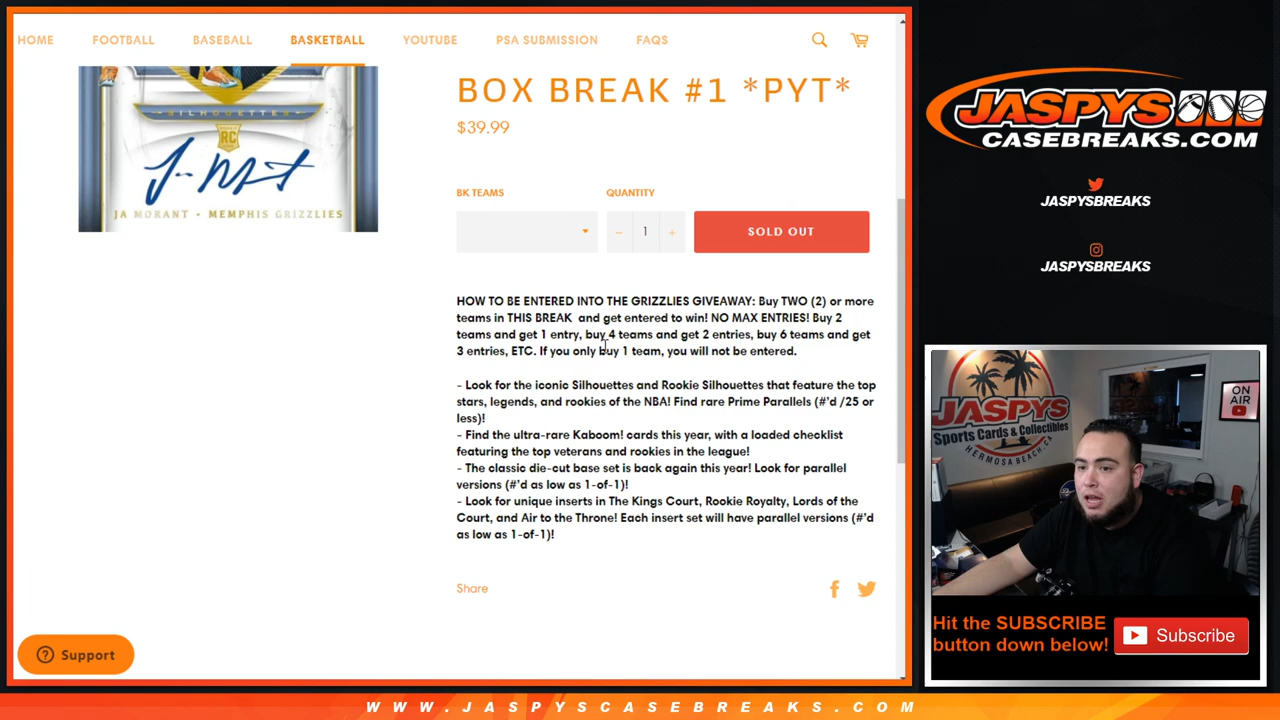 HOME FOOTBALL BASEBALL BASKETBALL YOUTUBE PSA SUBMISSION FAQS
SILHOUETTES
RC
JA MORANT • MEMPHIS GRIZZLIES
BOX BREAK #1 *PYT*
$39.99
BK TEAMS QUANTITY
− 1 + SOLD OUT
HOW TO BE ENTERED INTO THE GRIZZLIES GIVEAWAY: Buy TWO (2) or more
teams in THIS BREAK and get entered to win! NO MAX ENTRIES! Buy 2
teams and get 1 entry, buy 4 teams and get 2 entries, buy 6 teams and get
3 entries, ETC. If you only buy 1 team, you will not be entered.
- Look for the iconic Silhouettes and Rookie Silhouettes that feature the top
stars, legends, and rookies of the NBA! Find rare Prime Parallels (#'d /25 or
less)!
- Find the ultra-rare Kaboom! cards this year, with a loaded checklist
featuring the top veterans and rookies in the league!
- The classic die-cut base set is back again this year! Look for parallel
versions (#'d as low as 1-of-1)!
- Look for unique inserts in The Kings Court, Rookie Royalty, Lords of the
Court, and Air to the Throne! Each insert set will have parallel versions (#'d
as low as 1-of-1)!
Share
Support
JASPYS
CASEBREAKS.COM
JASPYSBREAKS
JASPYSBREAKS
JASPYS
Sports Cards & Collectibles
HERMOSA BEACH, CA
ON
AIR
Hit the SUBSCRIBE
button down below!
Subscribe
WWW.JASPYSCASEBREAKS.COM